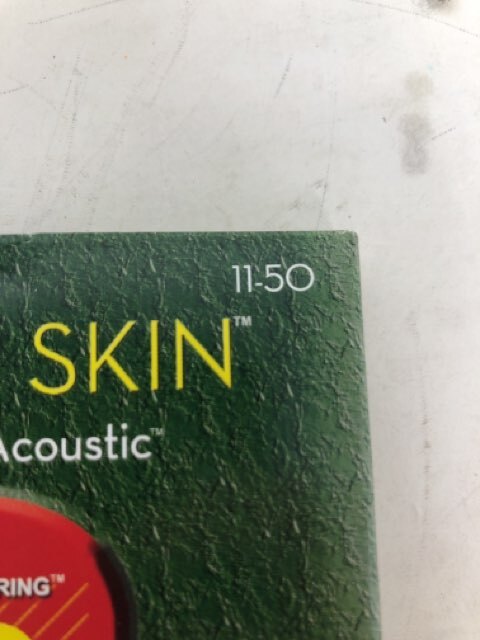 11-50
SKIN™
Acoustic™
RING™